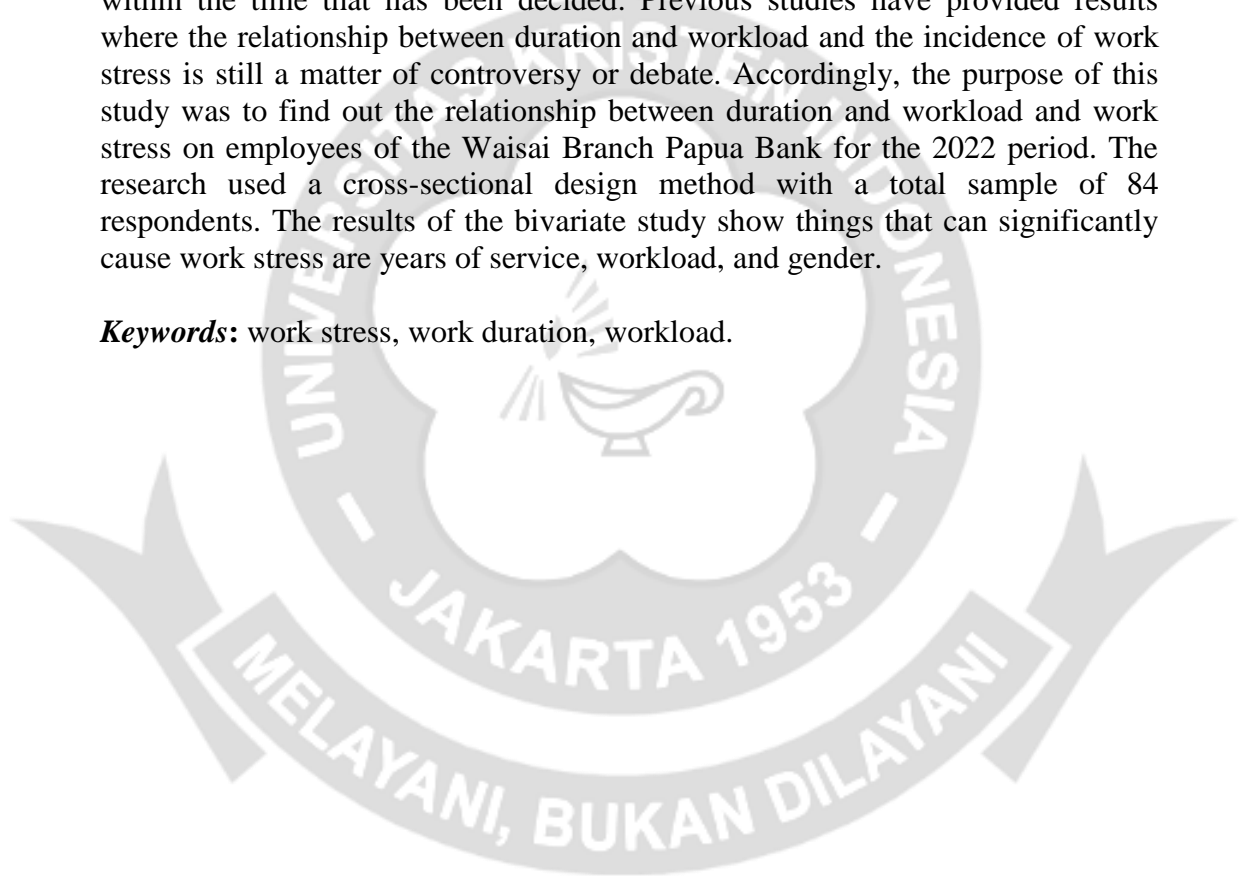 within the time that has been decided. Previous studies have provided results
where the relationship between duration and workload and the incidence of work
stress is still a matter of controversy or debate. Accordingly, the purpose of this
study was to find out the relationship between duration and workload and work
stress on employees of the Waisai Branch Papua Bank for the 2022 period. The
research used a cross-sectional design method with a total sample of 84
respondents. The results of the bivariate study show things that can significantly
cause work stress are years of service, workload, and gender.
Keywords: work stress, work duration, workload.
UNIVERSITAS KRISTEN INDONESIA
JAKARTA 1953
MELAYANI, BUKAN DILAYANI